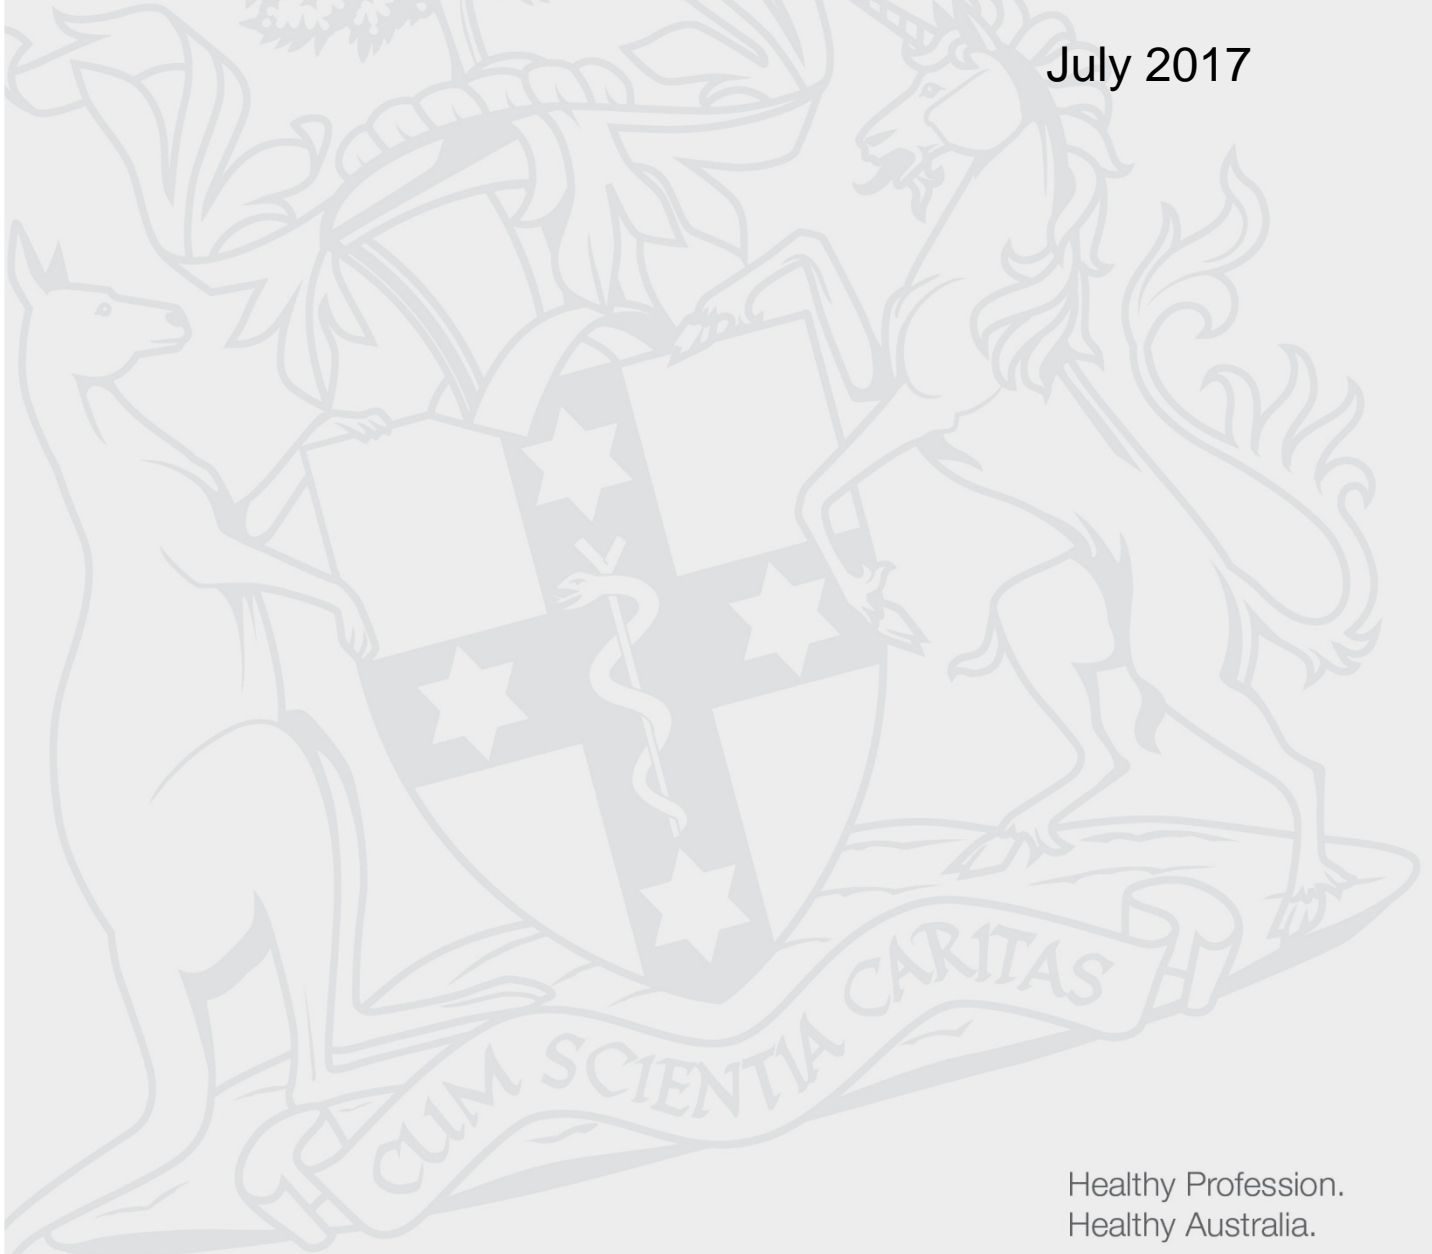 July 2017
CUM SCIENTIA CARITAS
Healthy Profession.
Healthy Australia.